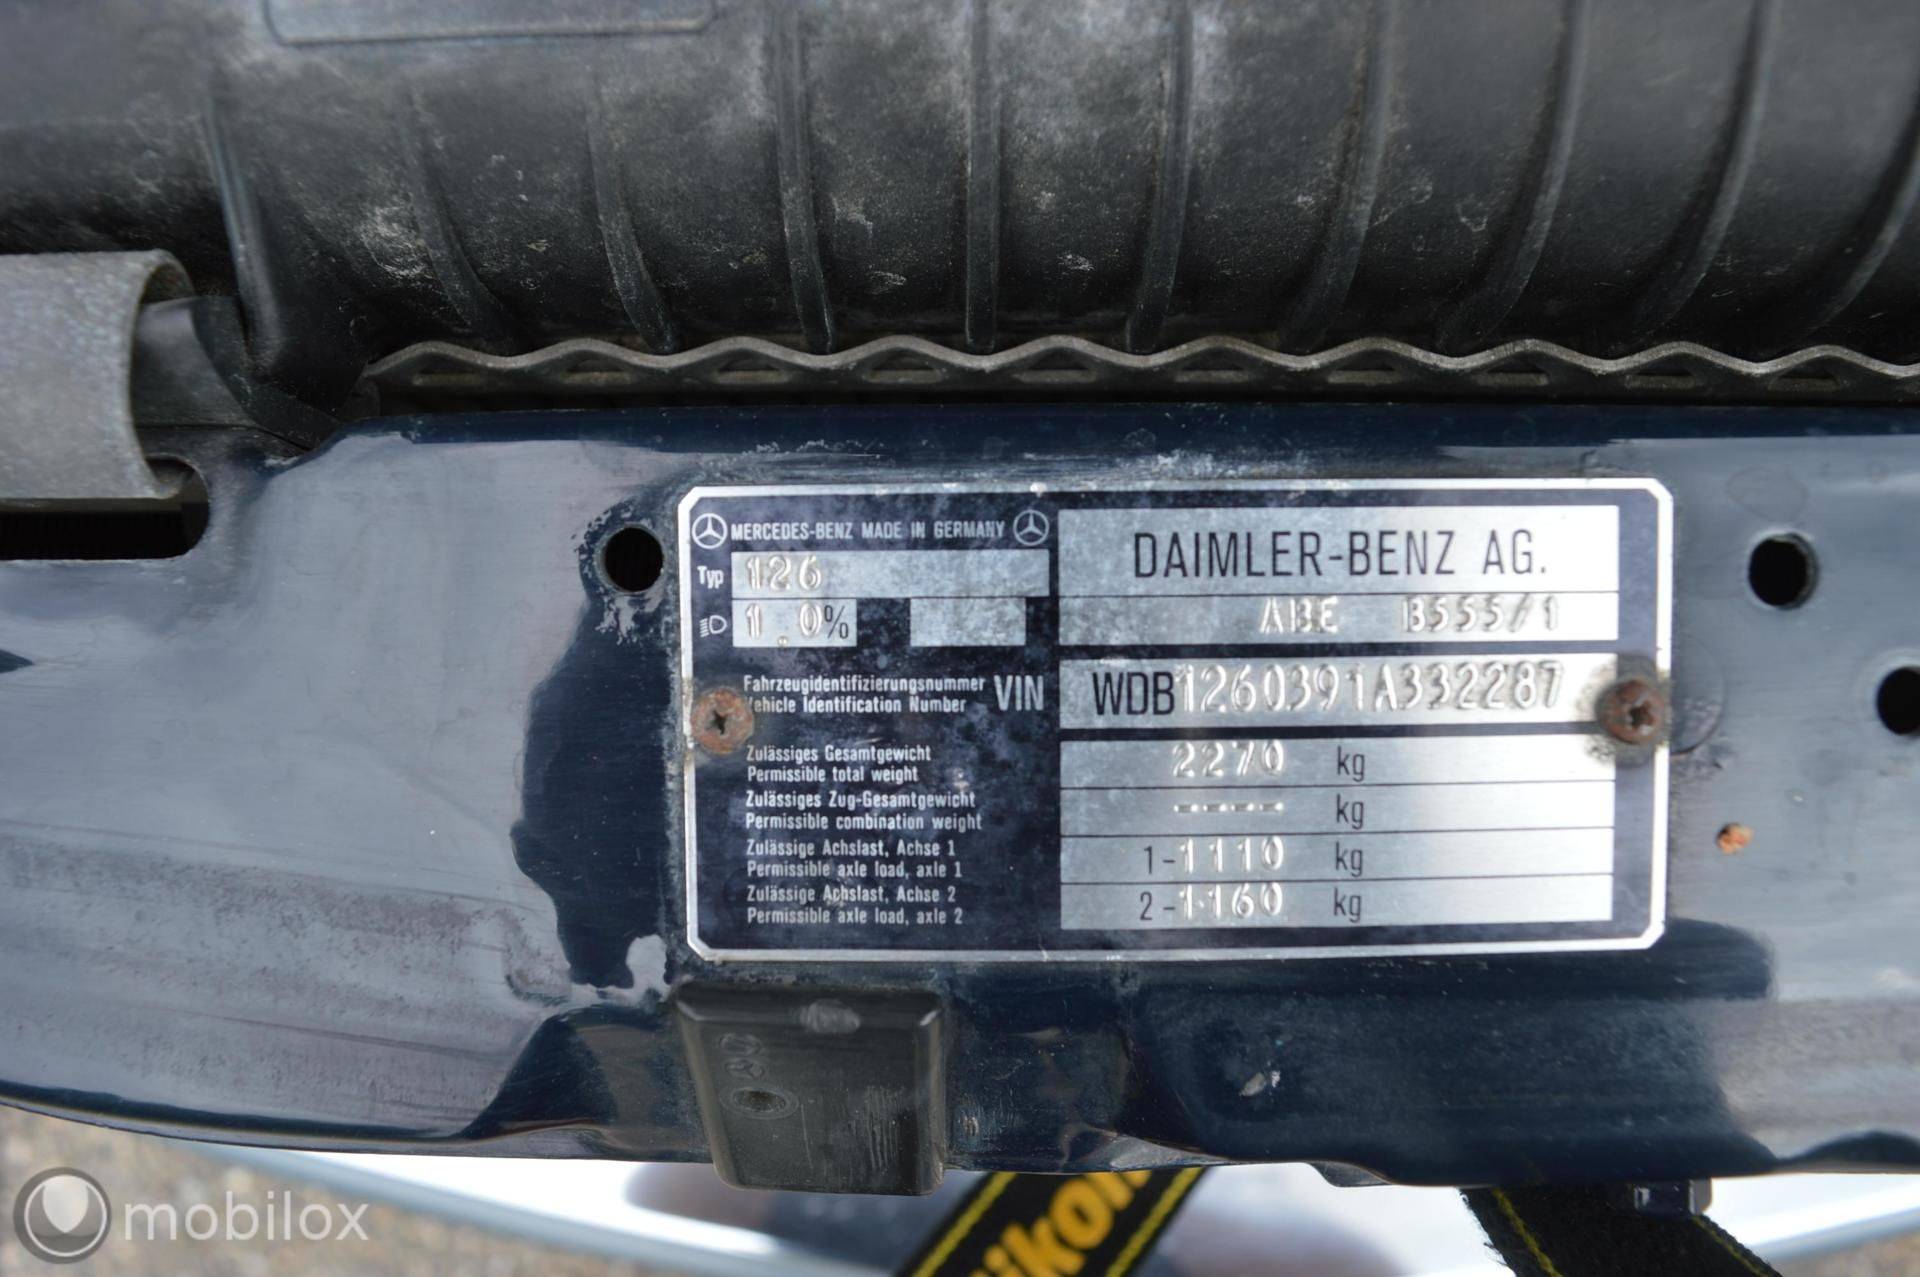 MERCEDES-BENZ MADE IN GERMANY
Typ 126
1.0%
DAIMLER-BENZ AG.
ABE B555/1
Fahrzeugidentifizierungsnummer
Vehicle Identification Number
VIN WDB1260391A332287
Zulässiges Gesamtgewicht
Permissible total weight
2270 kg
Zulässiges Zug-Gesamtgewicht
Permissible combination weight
---- kg
Zulässige Achslast, Achse 1
Permissible axle load, axle 1
1-1110 kg
Zulässige Achslast, Achse 2
Permissible axle load, axle 2
2-1160 kg
mobilox
Nikon